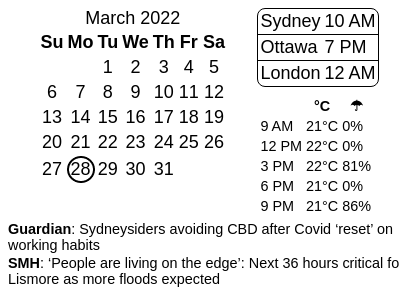 March 2022
Su Mo Tu We Th Fr Sa
1 2 3 4 5
6 7 8 9 10 11 12
13 14 15 16 17 18 19
20 21 22 23 24 25 26
27 28 29 30 31
Sydney 10 AM
Ottawa 7 PM
London 12 AM
°C ☂
9 AM 21°C 0%
12 PM 22°C 0%
3 PM 22°C 81%
6 PM 21°C 0%
9 PM 21°C 86%
Guardian: Sydneysiders avoiding CBD after Covid ‘reset’ on
working habits
SMH: ‘People are living on the edge’: Next 36 hours critical fo
Lismore as more floods expected